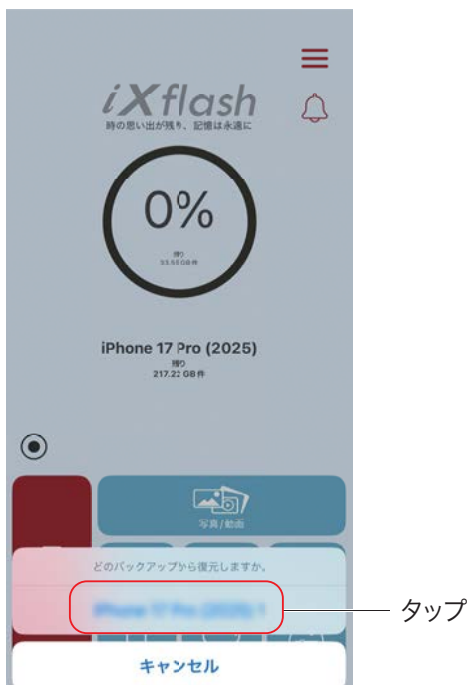 iXflash
時の思い出が残り、記憶は永遠に
0%
残り
iPhone 17 Pro (2025)
残り
217.22 GB 件
写真/動画
どのバックアップから復元しますか。
タップ
キャンセル